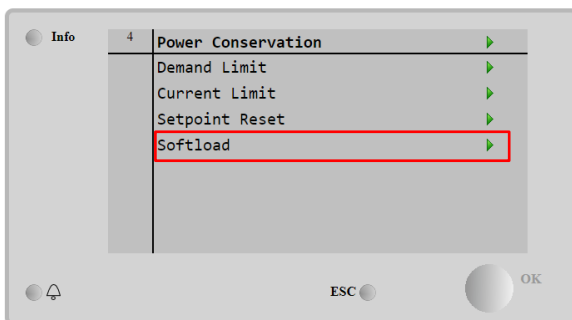 Info
4 Power Conservation
Demand Limit
Current Limit
Setpoint Reset
Softload
ESC
OK